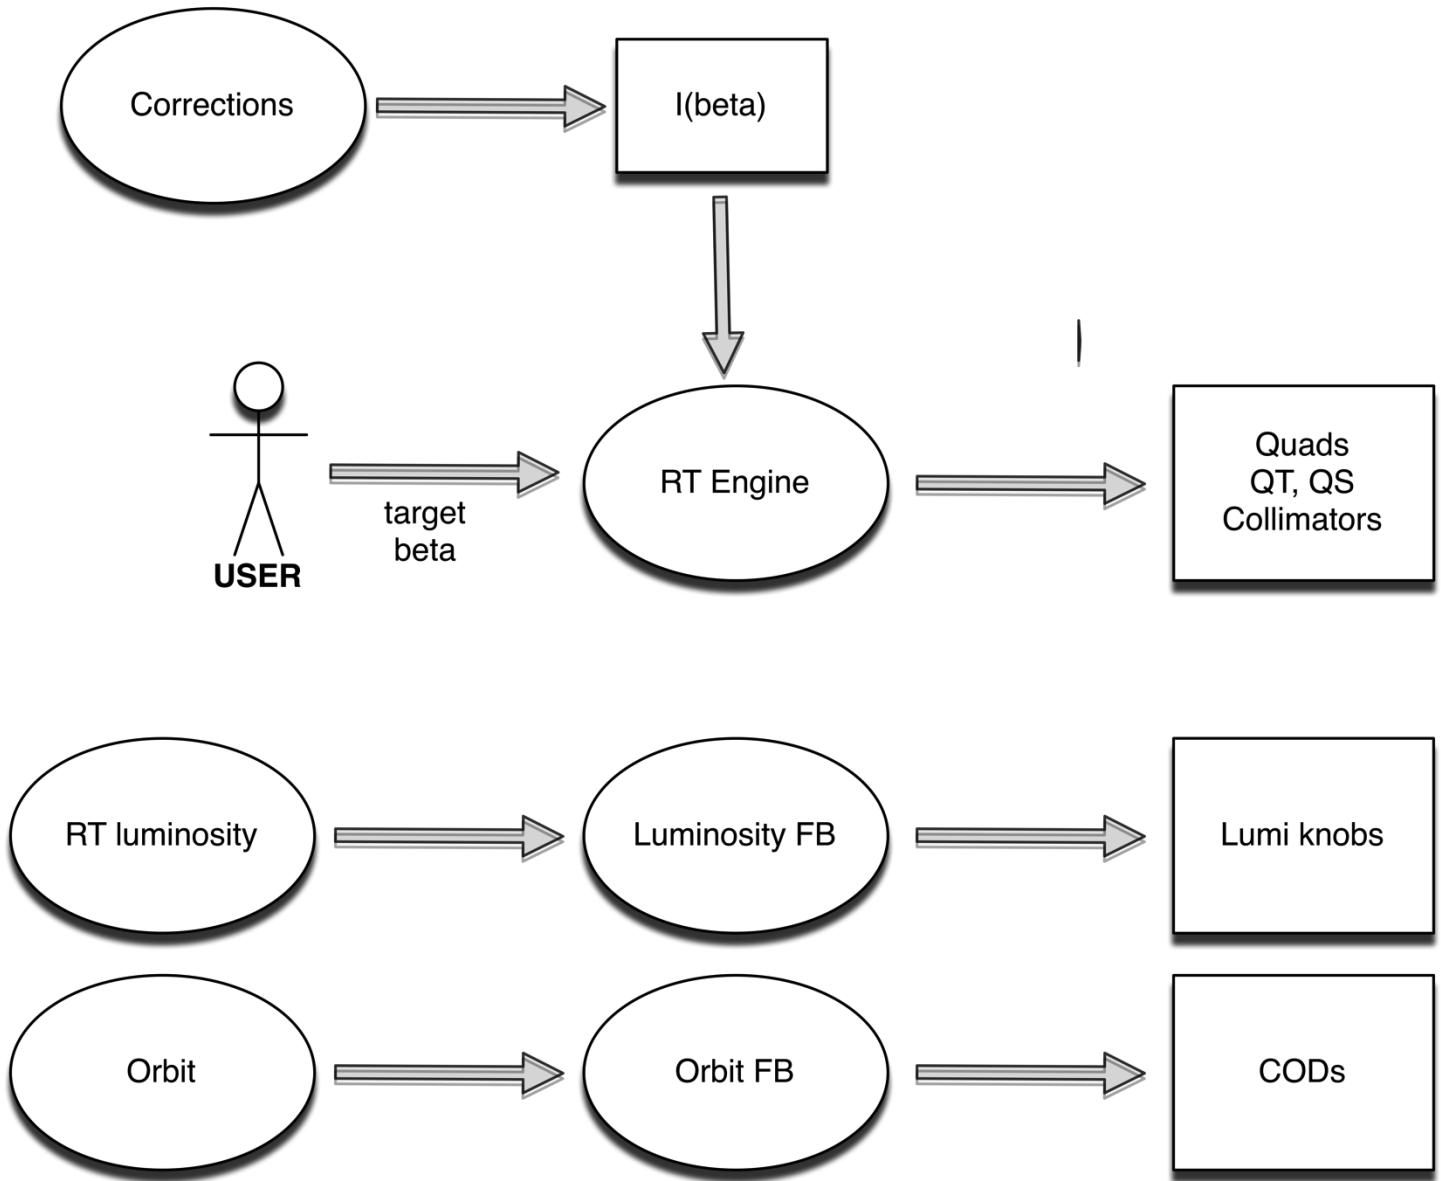 Corrections
I(beta)
target
beta
USER
RT Engine
Quads
QT, QS
Collimators
RT luminosity
Luminosity FB
Lumi knobs
Orbit
Orbit FB
CODs